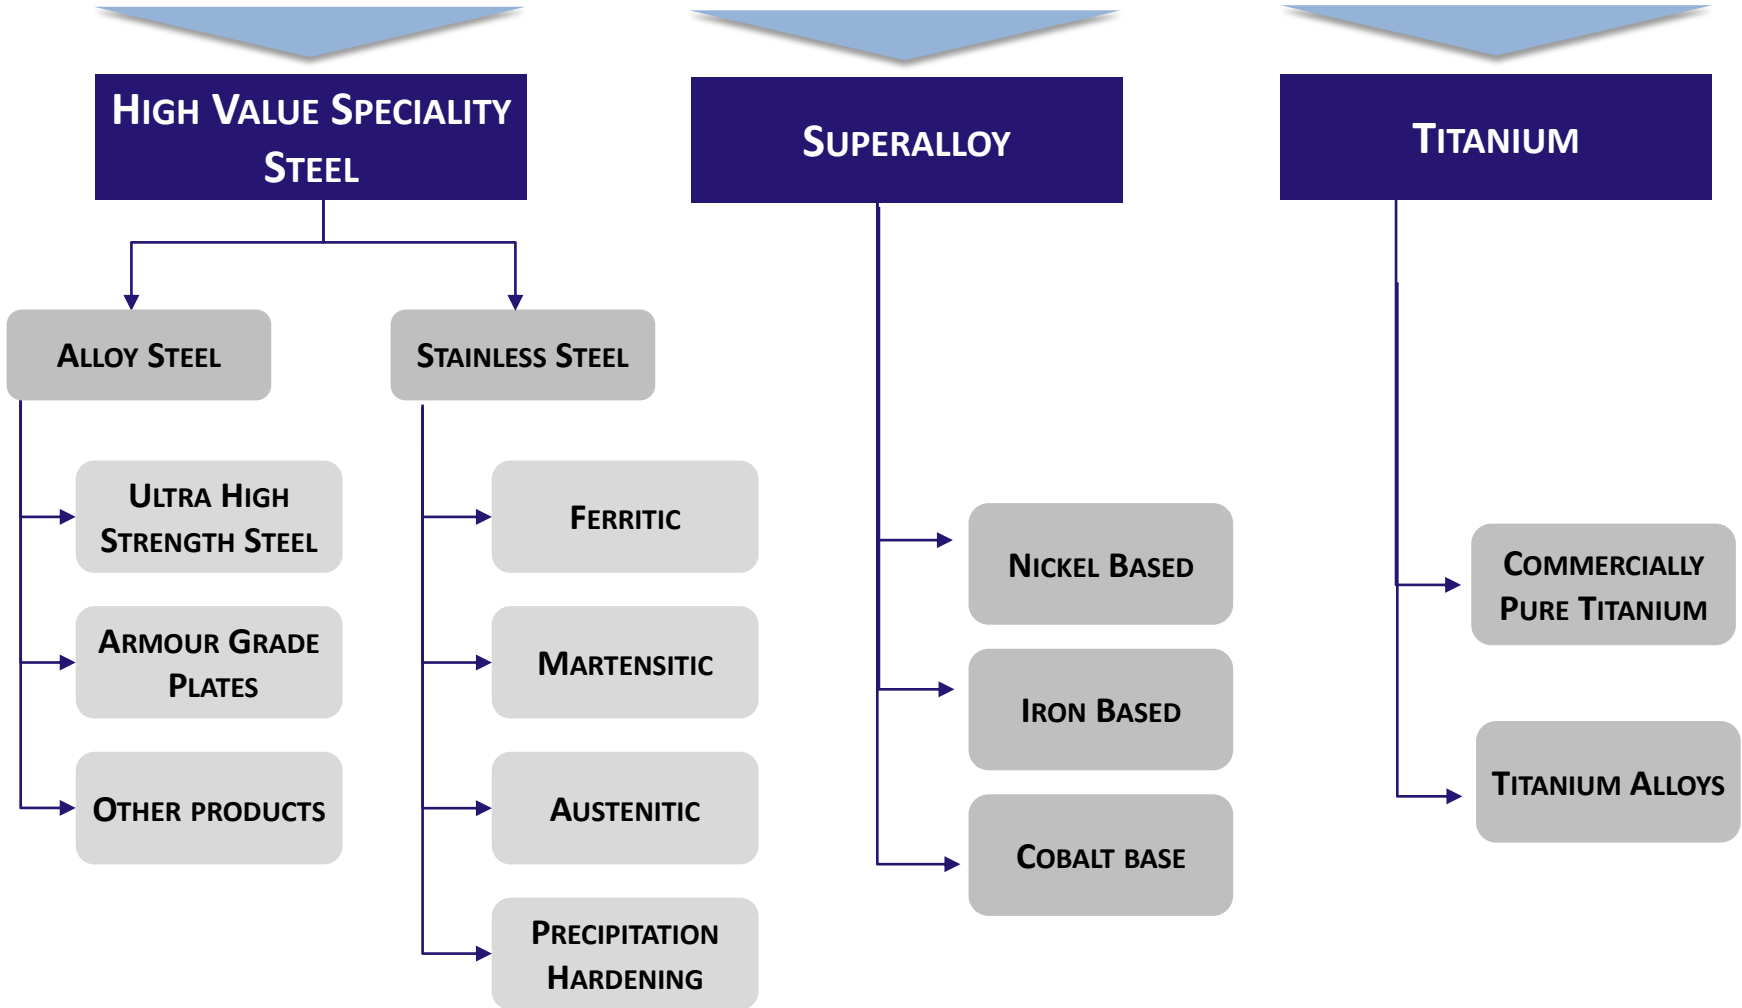 High Value Speciality
Steel
Superalloy
Titanium
Alloy Steel
Stainless Steel
Ultra High
Strength Steel
Armour Grade
Plates
Other products
Ferritic
Martensitic
Austenitic
Precipitation
Hardening
Nickel Based
Iron Based
Cobalt base
Commercially
Pure Titanium
Titanium Alloys